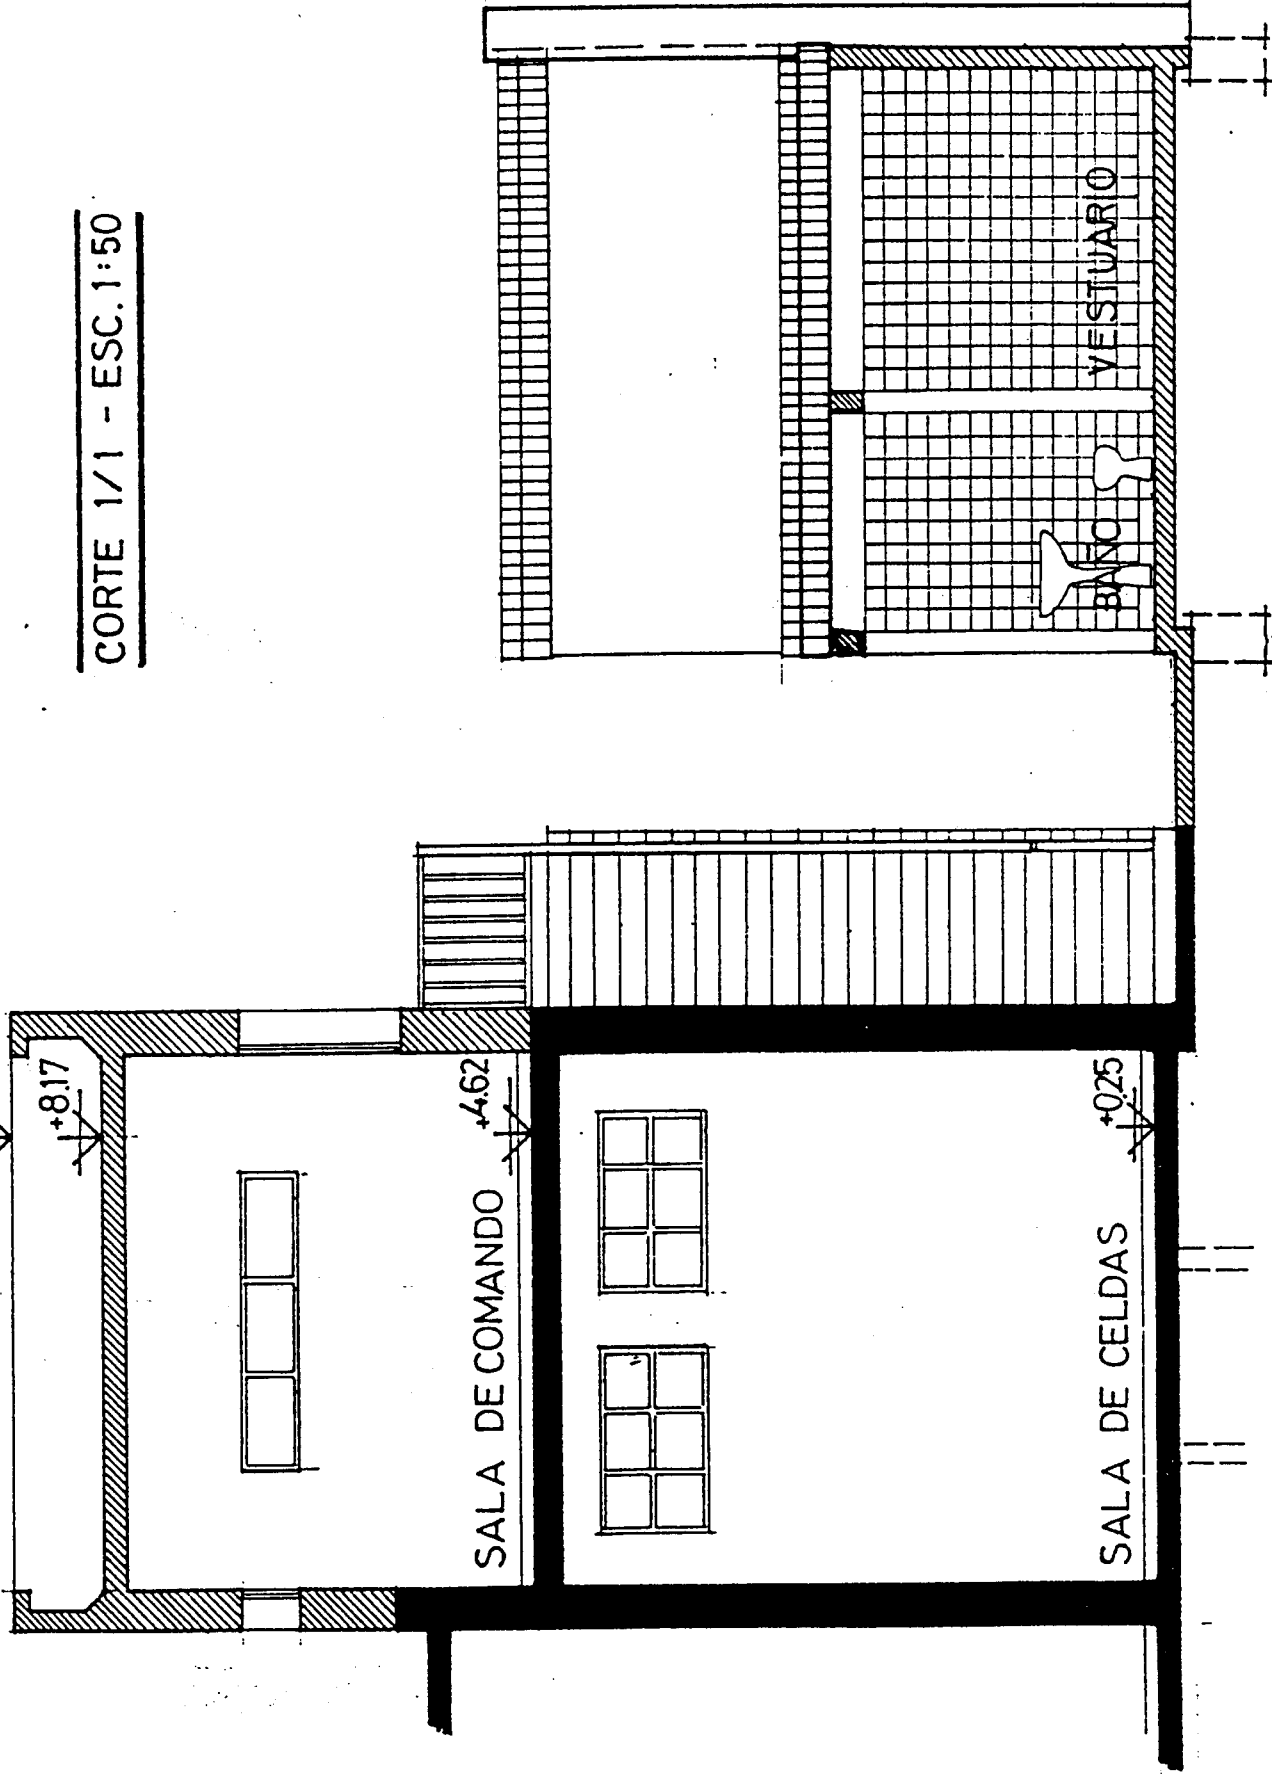 CORTE 1/1 - ESC. 1:50
+8.17
+4.62
SALA DE COMANDO
+0.25
SALA DE CELDAS
BAÑO
VESTUARIO